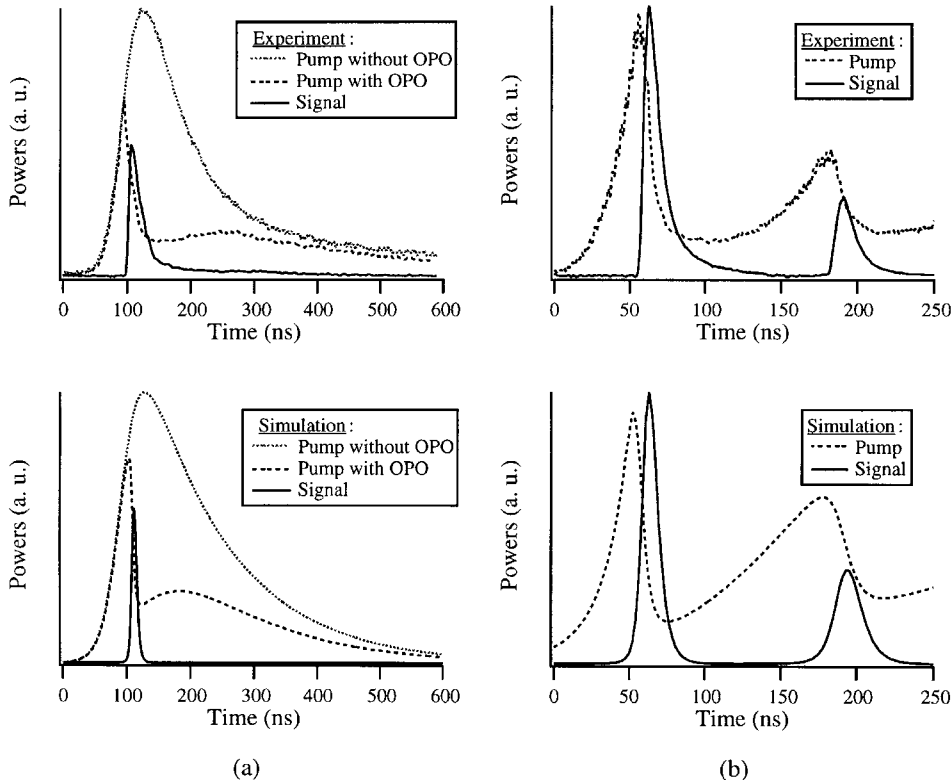 Experiment :
Pump without OPO
Pump with OPO
Signal
Powers (a. u.)
0 100 200 300 400 500 600
Time (ns)
Experiment :
Pump
Signal
Powers (a. u.)
0 50 100 150 200 250
Time (ns)
Simulation :
Pump without OPO
Pump with OPO
Signal
Powers (a. u.)
0 100 200 300 400 500 600
Time (ns)
Simulation :
Pump
Signal
Powers (a. u.)
0 50 100 150 200 250
Time (ns)
(a)
(b)